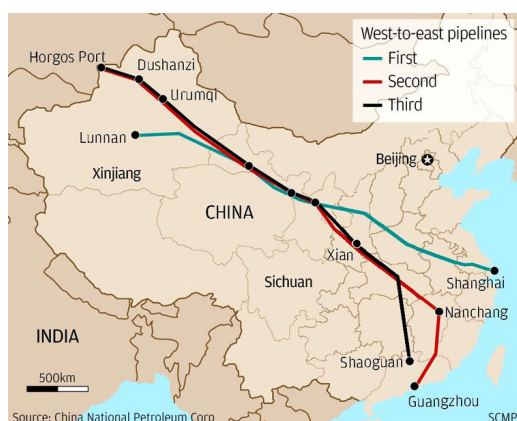 West-to-east pipelines
First
Second
Third
Horgos Port
Dushanzi
Urumqi
Lunnan
Xinjiang
Beijing
CHINA
Xian
Sichuan
Shanghai
Nanchang
INDIA
Shaoguan
500km
Guangzhou
Source: China National Petroleum Corp
SCMP